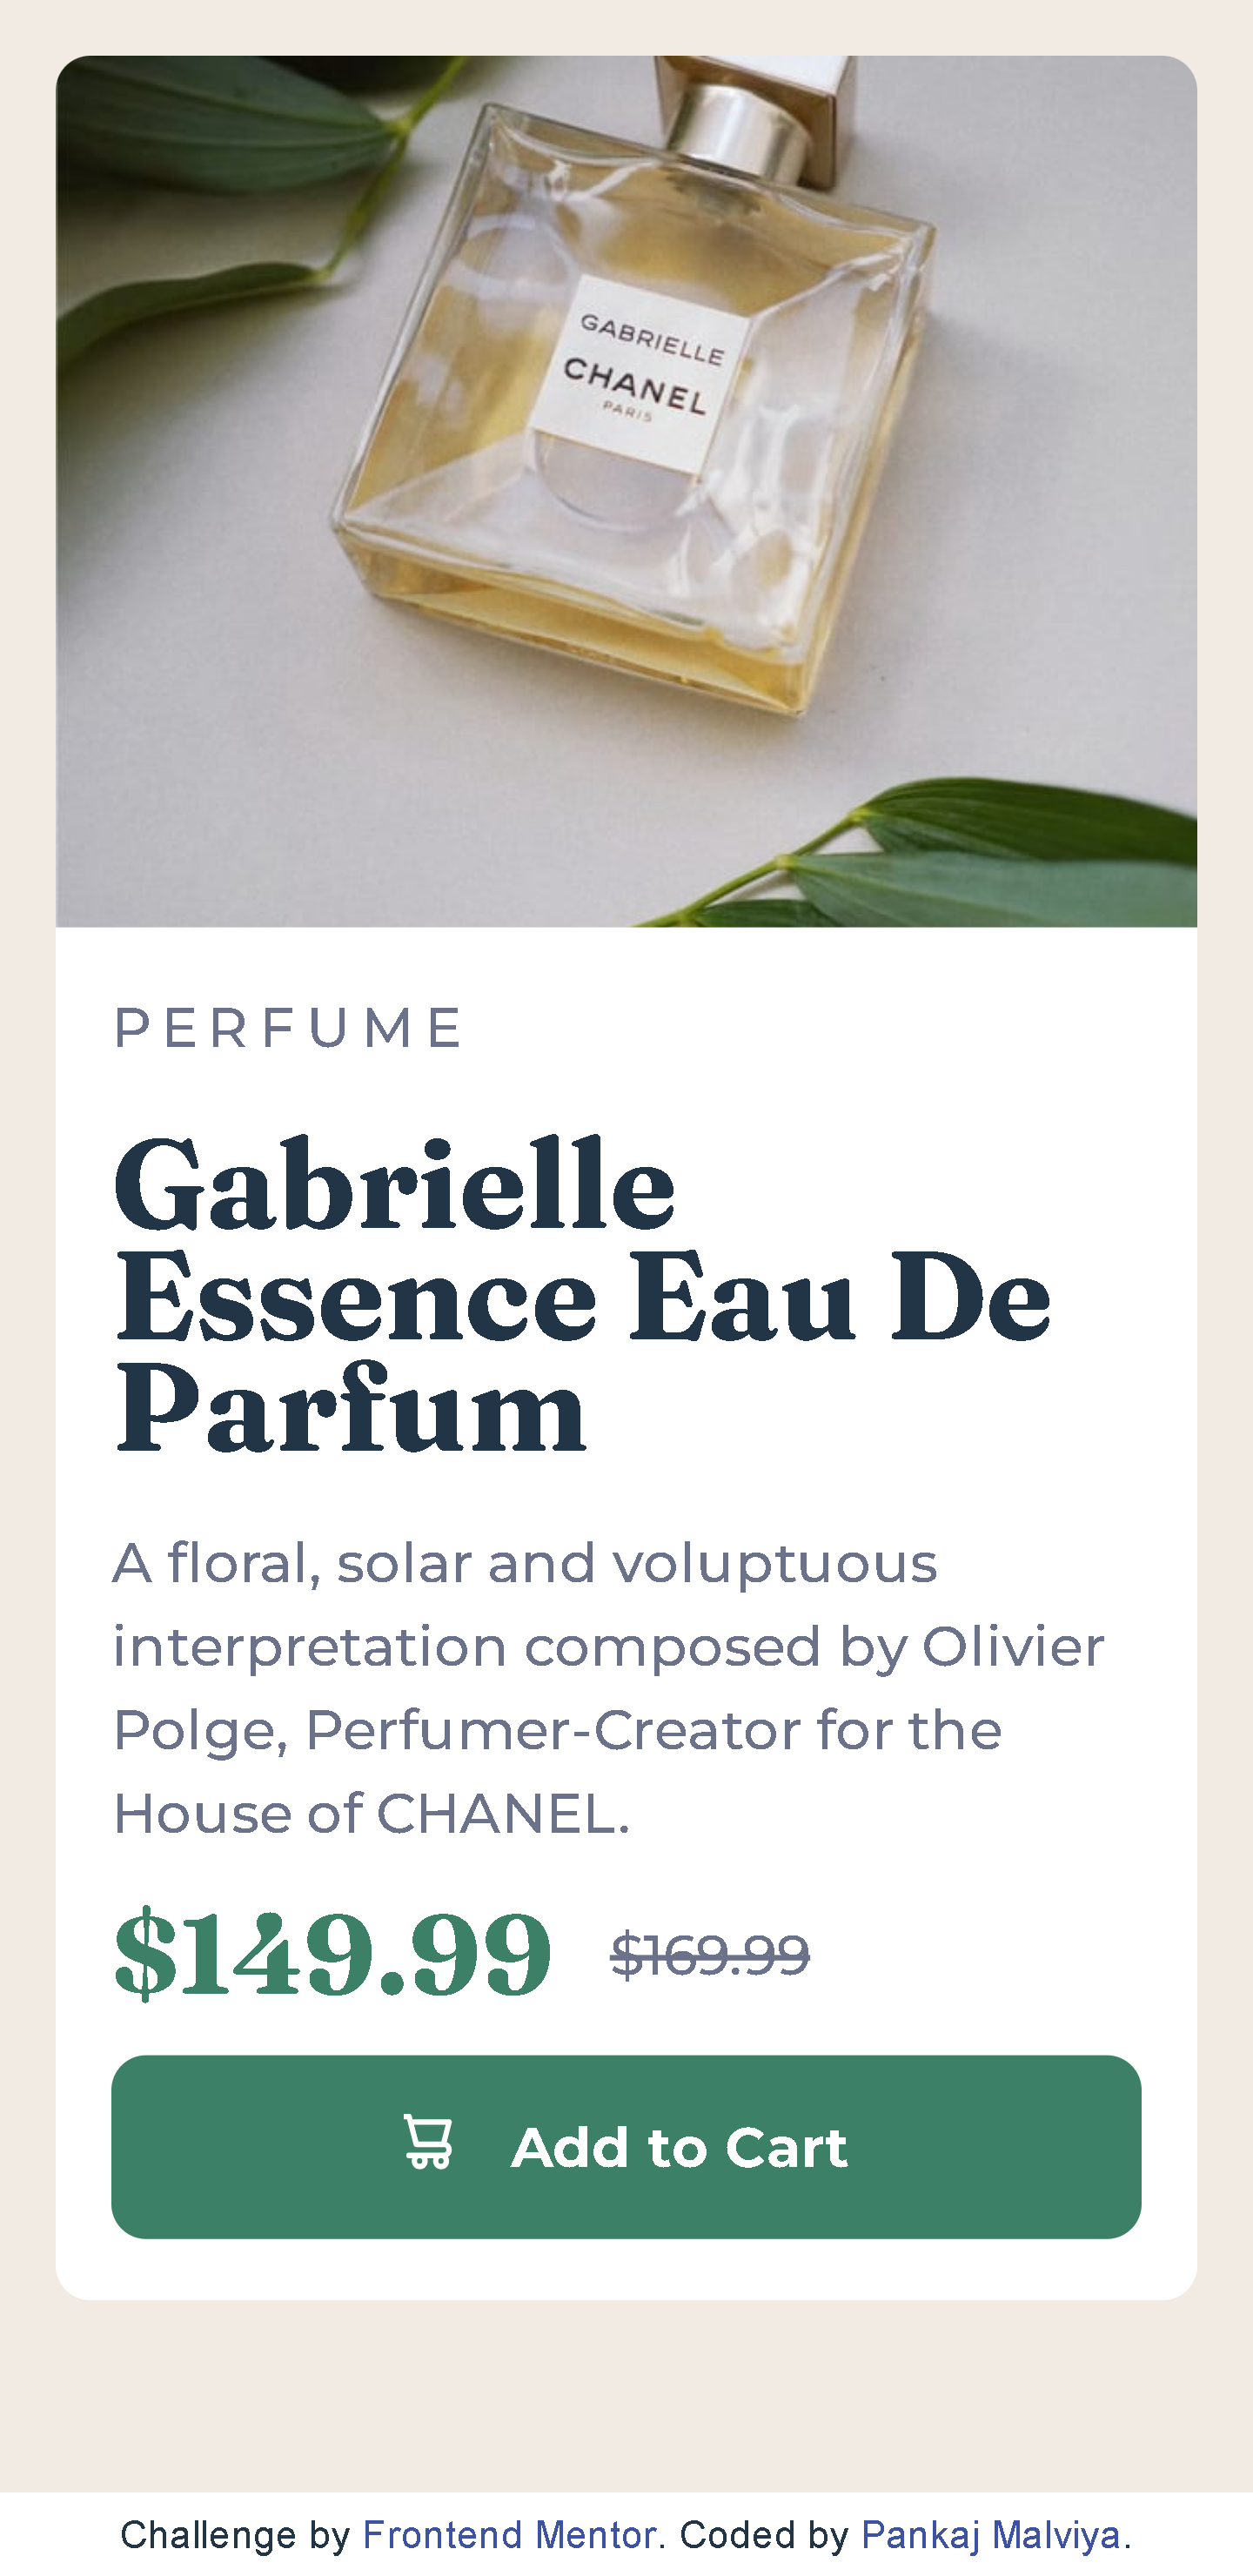 GABRIELLE
CHANEL
PARIS
PERFUME
Gabrielle
Essence Eau De
Parfum
A floral, solar and voluptuous
interpretation composed by Olivier
Polge, Perfumer-Creator for the
House of CHANEL.
$149.99 $169.99
Add to Cart
Challenge by Frontend Mentor. Coded by Pankaj Malviya.